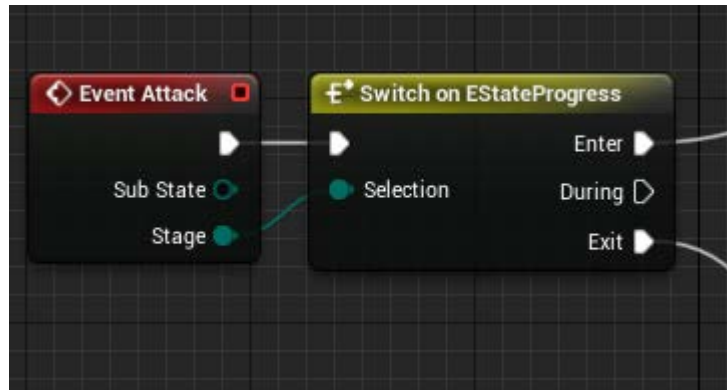 Event Attack
Sub State
Stage
Switch on EStateProgress
Selection
Enter
During
Exit